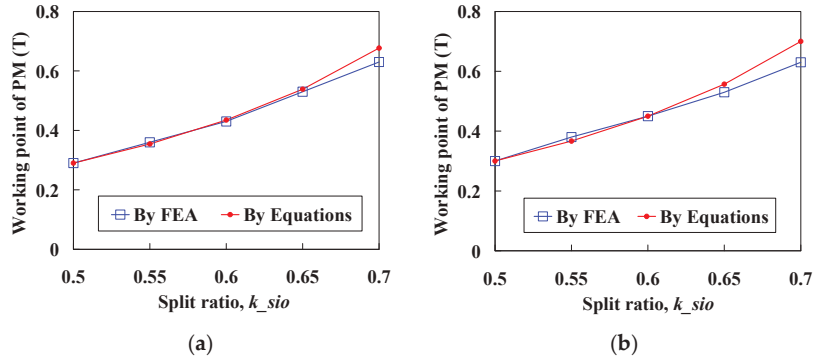 Working point of PM (T)
0.8
0.6
0.4
0.2
0
By FEA
By Equations
0.5 0.55 0.6 0.65 0.7
Split ratio, k_sio
(a)
Working point of PM (T)
0.8
0.6
0.4
0.2
0
By FEA
By Equations
0.5 0.55 0.6 0.65 0.7
Split ratio, k_sio
(b)